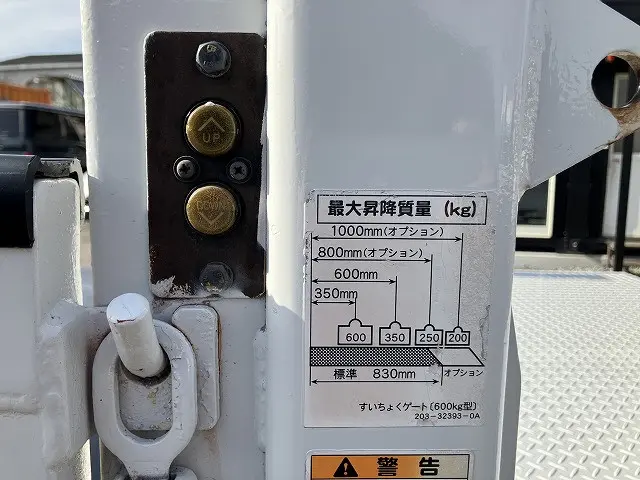 UP
DOWN
最大昇降質量 (kg)
1000mm(オプション)
800mm(オプション)
600mm
350mm
600 350 250 200
標準 830mm オプション
すいちょくゲート〔600kg型〕
203-32393-0A
警告